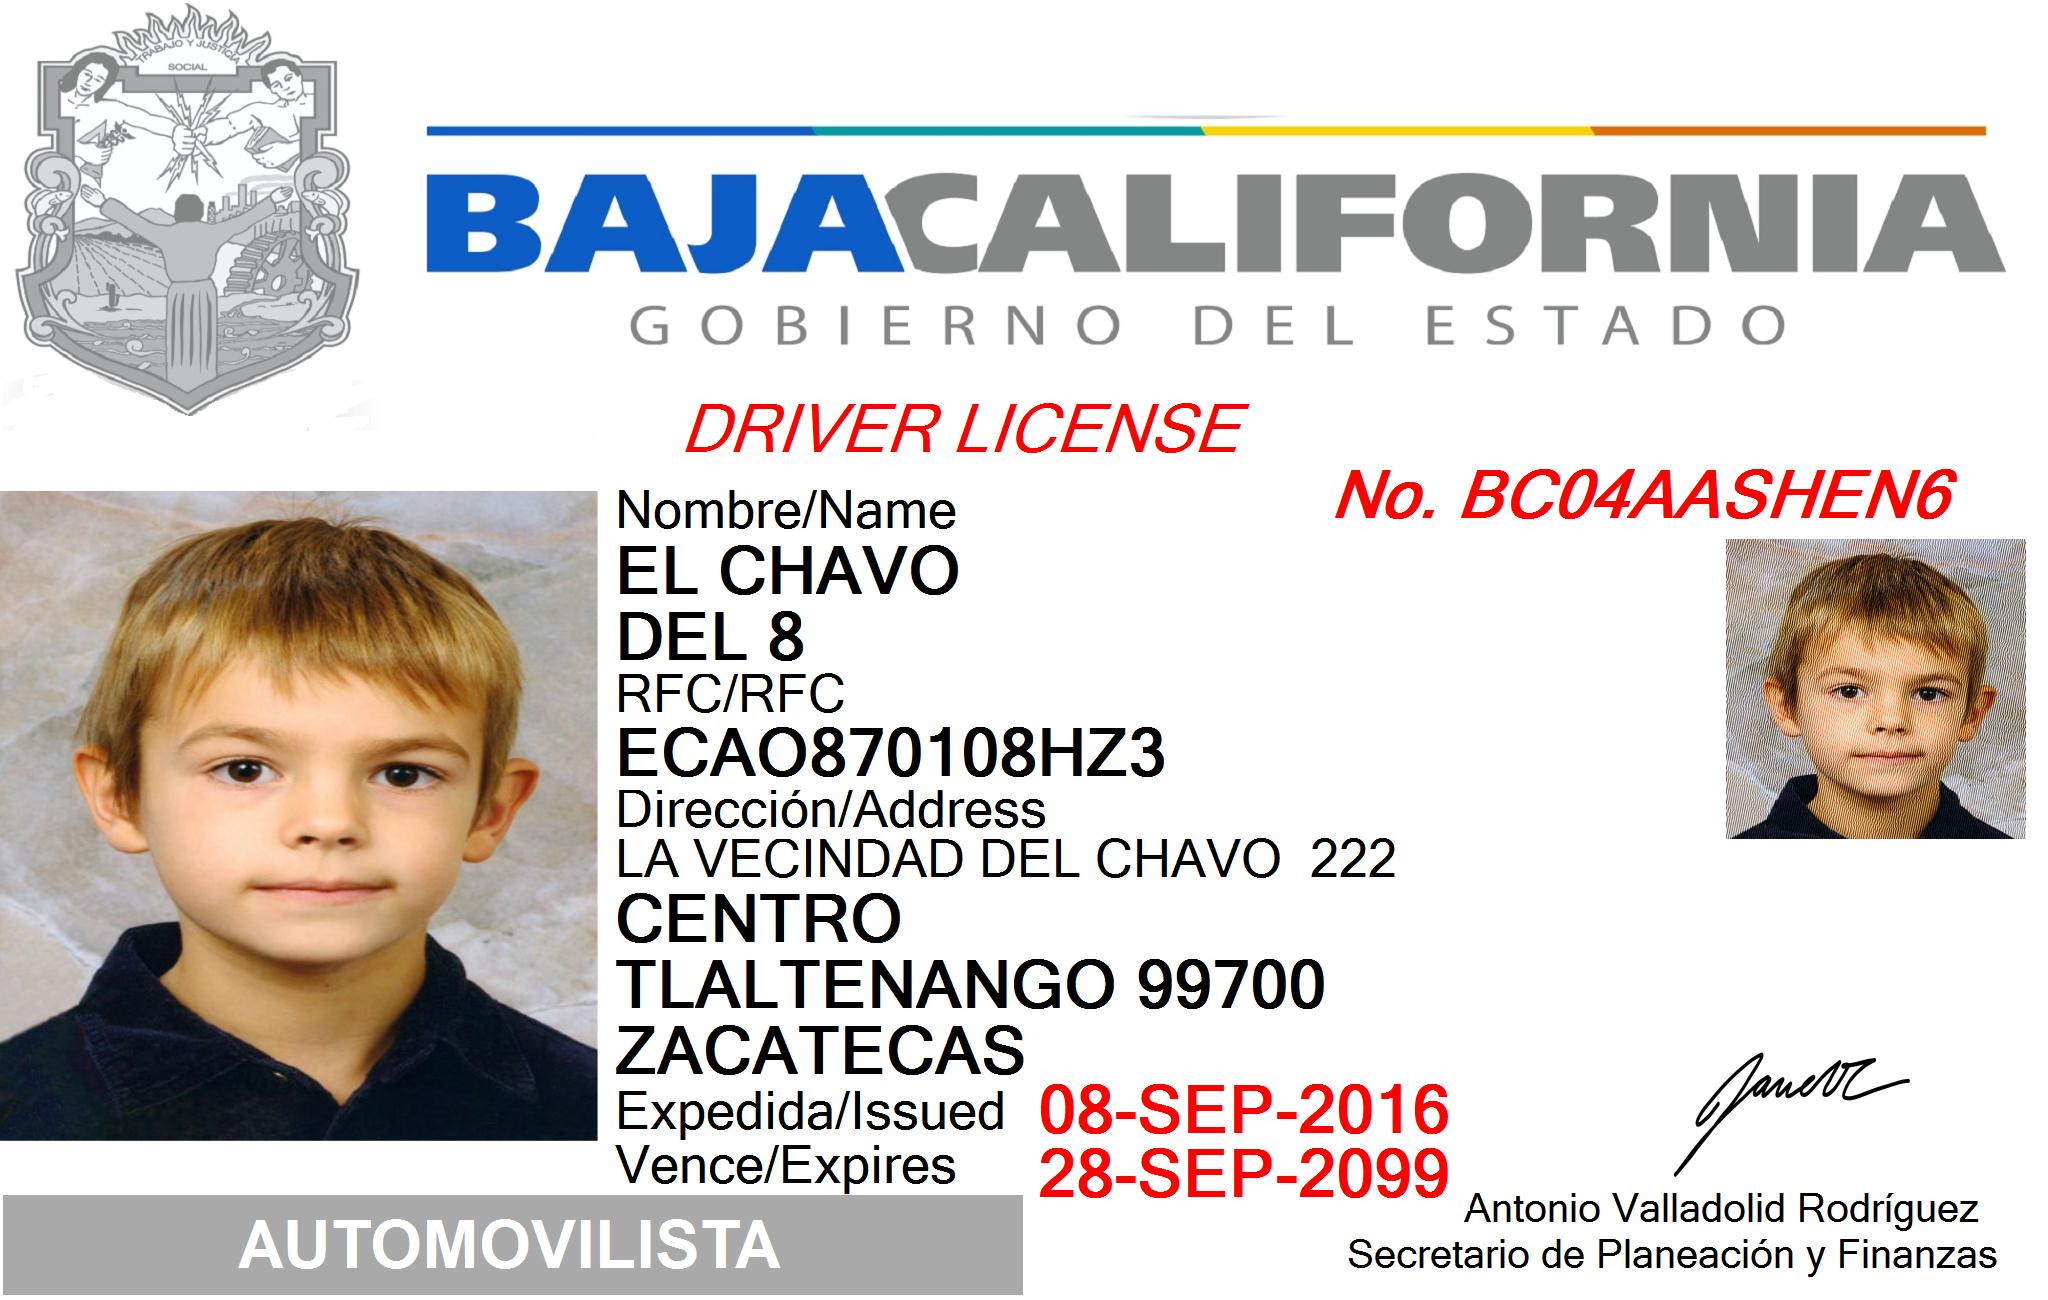 TRABAJO Y JUSTICIA
SOCIAL
BAJACALIFORNIA
GOBIERNO DEL ESTADO
DRIVER LICENSE
No. BC04AASHEN6
Nombre/Name
EL CHAVO
DEL 8
RFC/RFC
ECAO870108HZ3
Dirección/Address
LA VECINDAD DEL CHAVO 222
CENTRO
TLALTENANGO 99700
ZACATECAS
Expedida/Issued 08-SEP-2016
Vence/Expires 28-SEP-2099
AUTOMOVILISTA
Antonio Valladolid Rodríguez
Secretario de Planeación y Finanzas